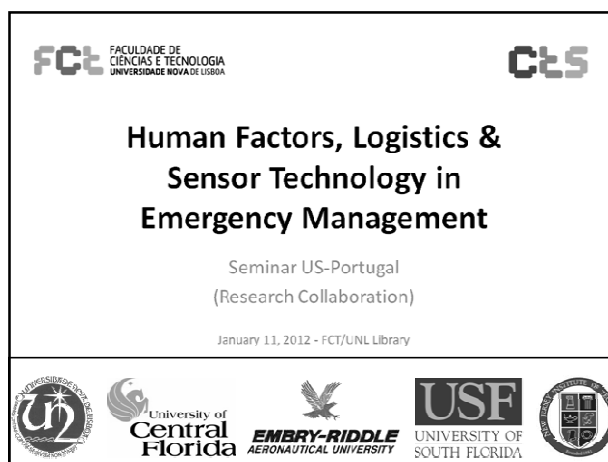 FCt
FACULDADE DE
CIÊNCIAS E TECNOLOGIA
UNIVERSIDADE NOVA DE LISBOA
CtS
Human Factors, Logistics &
Sensor Technology in
Emergency Management
Seminar US-Portugal
(Research Collaboration)
January 11, 2012 - FCT/UNL Library
University of
Central
Florida
EMBRY-RIDDLE
AERONAUTICAL UNIVERSITY
USF
UNIVERSITY OF
SOUTH FLORIDA